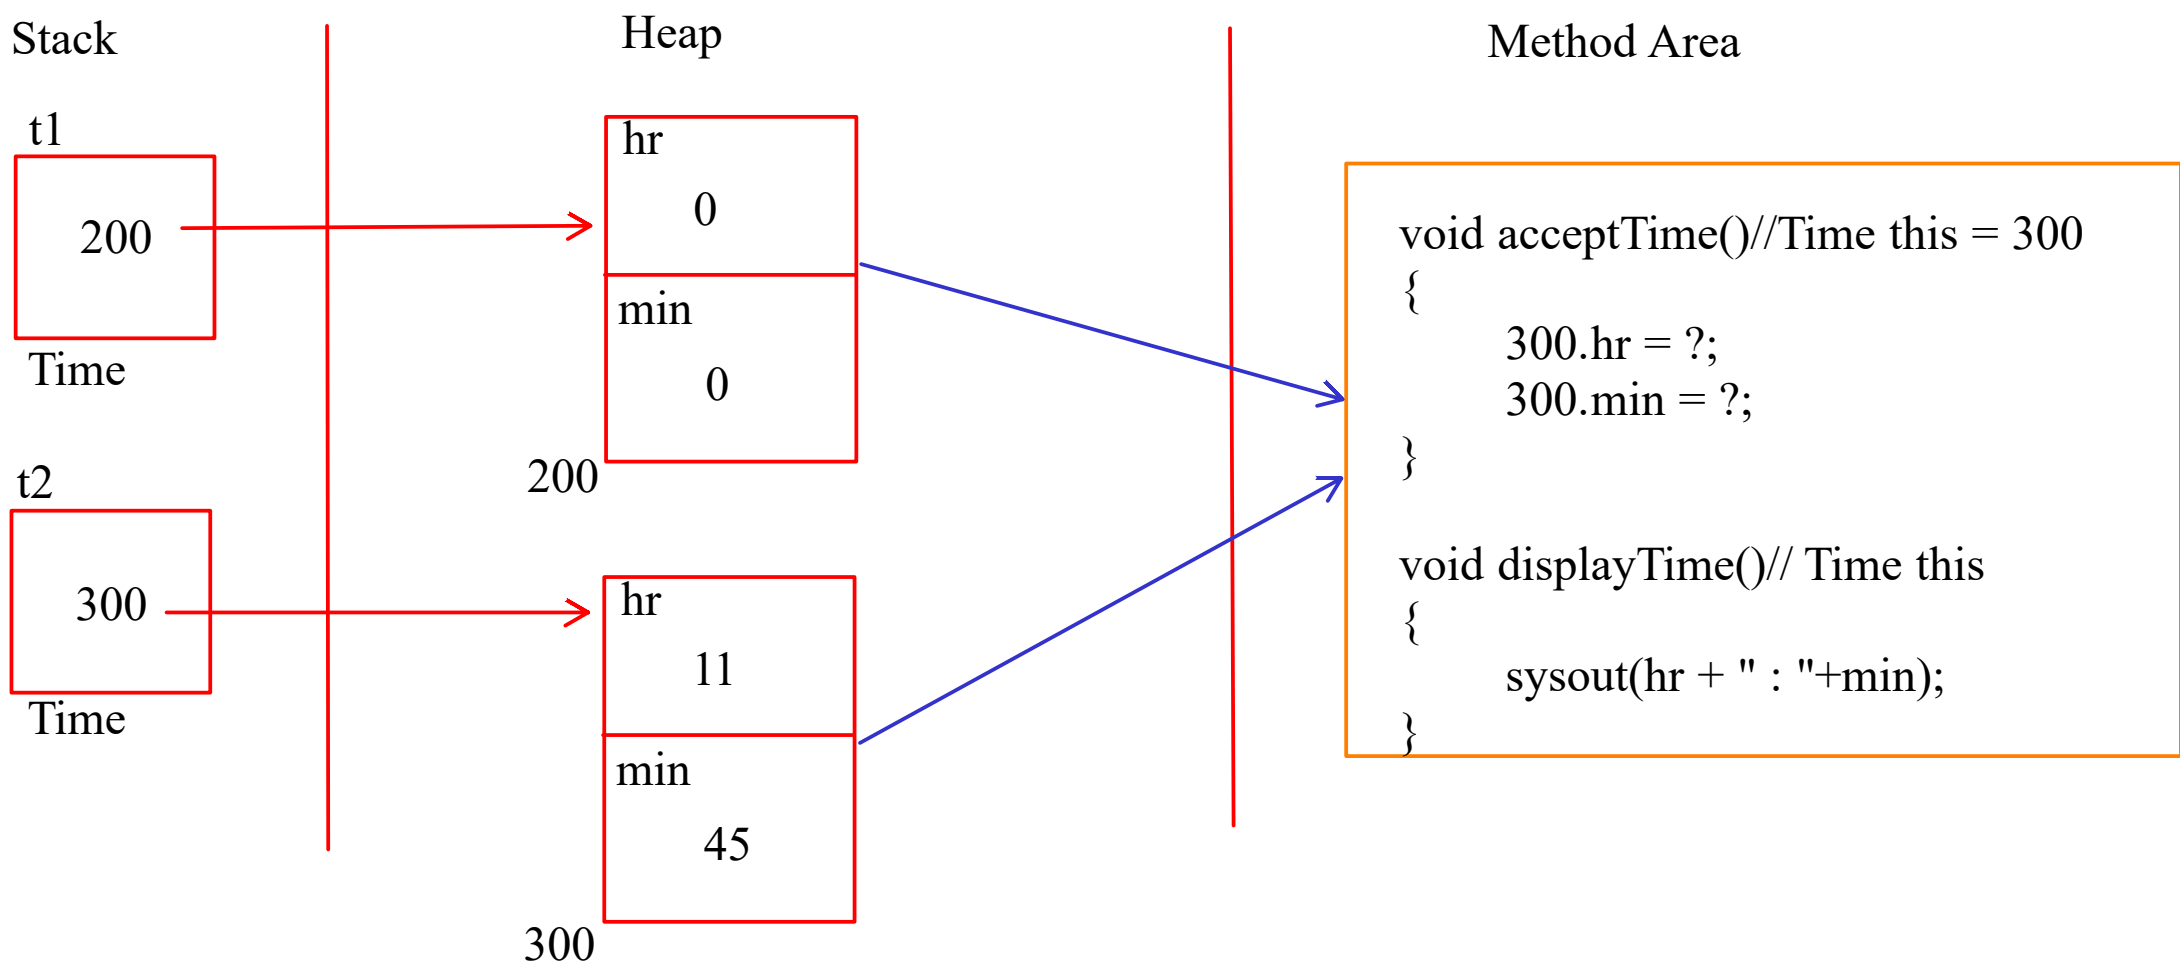 Stack
t1
200
Time
t2
300
Time
Heap
hr
0
min
0
200
hr
11
min
45
300
Method Area
void acceptTime()//Time this = 300
{
300.hr = ?;
300.min = ?;
}
void displayTime()// Time this
{
sysout(hr + " : "+min);
}